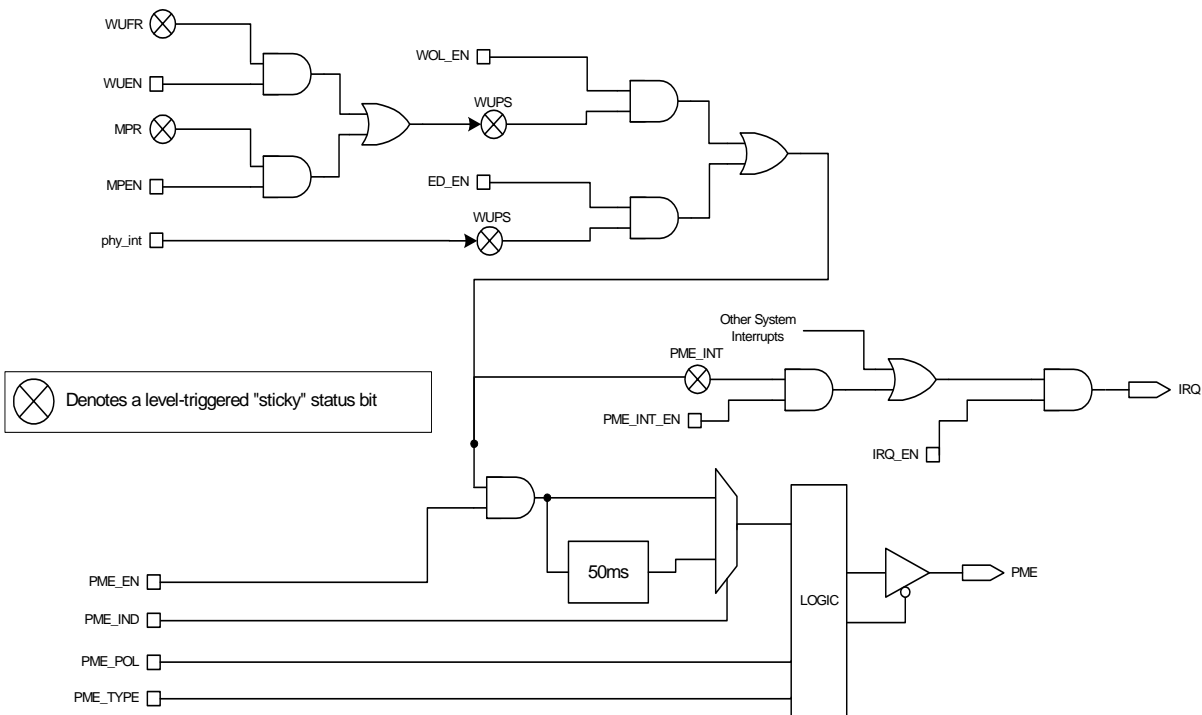 WUFR
WUEN
MPR
MPEN
phy_int
WOL_EN
WUPS
ED_EN
WUPS
Other System
Interrupts
PME_INT
PME_INT_EN
IRQ_EN
IRQ
Denotes a level-triggered "sticky" status bit
50ms
LOGIC
PME
PME_EN
PME_IND
PME_POL
PME_TYPE